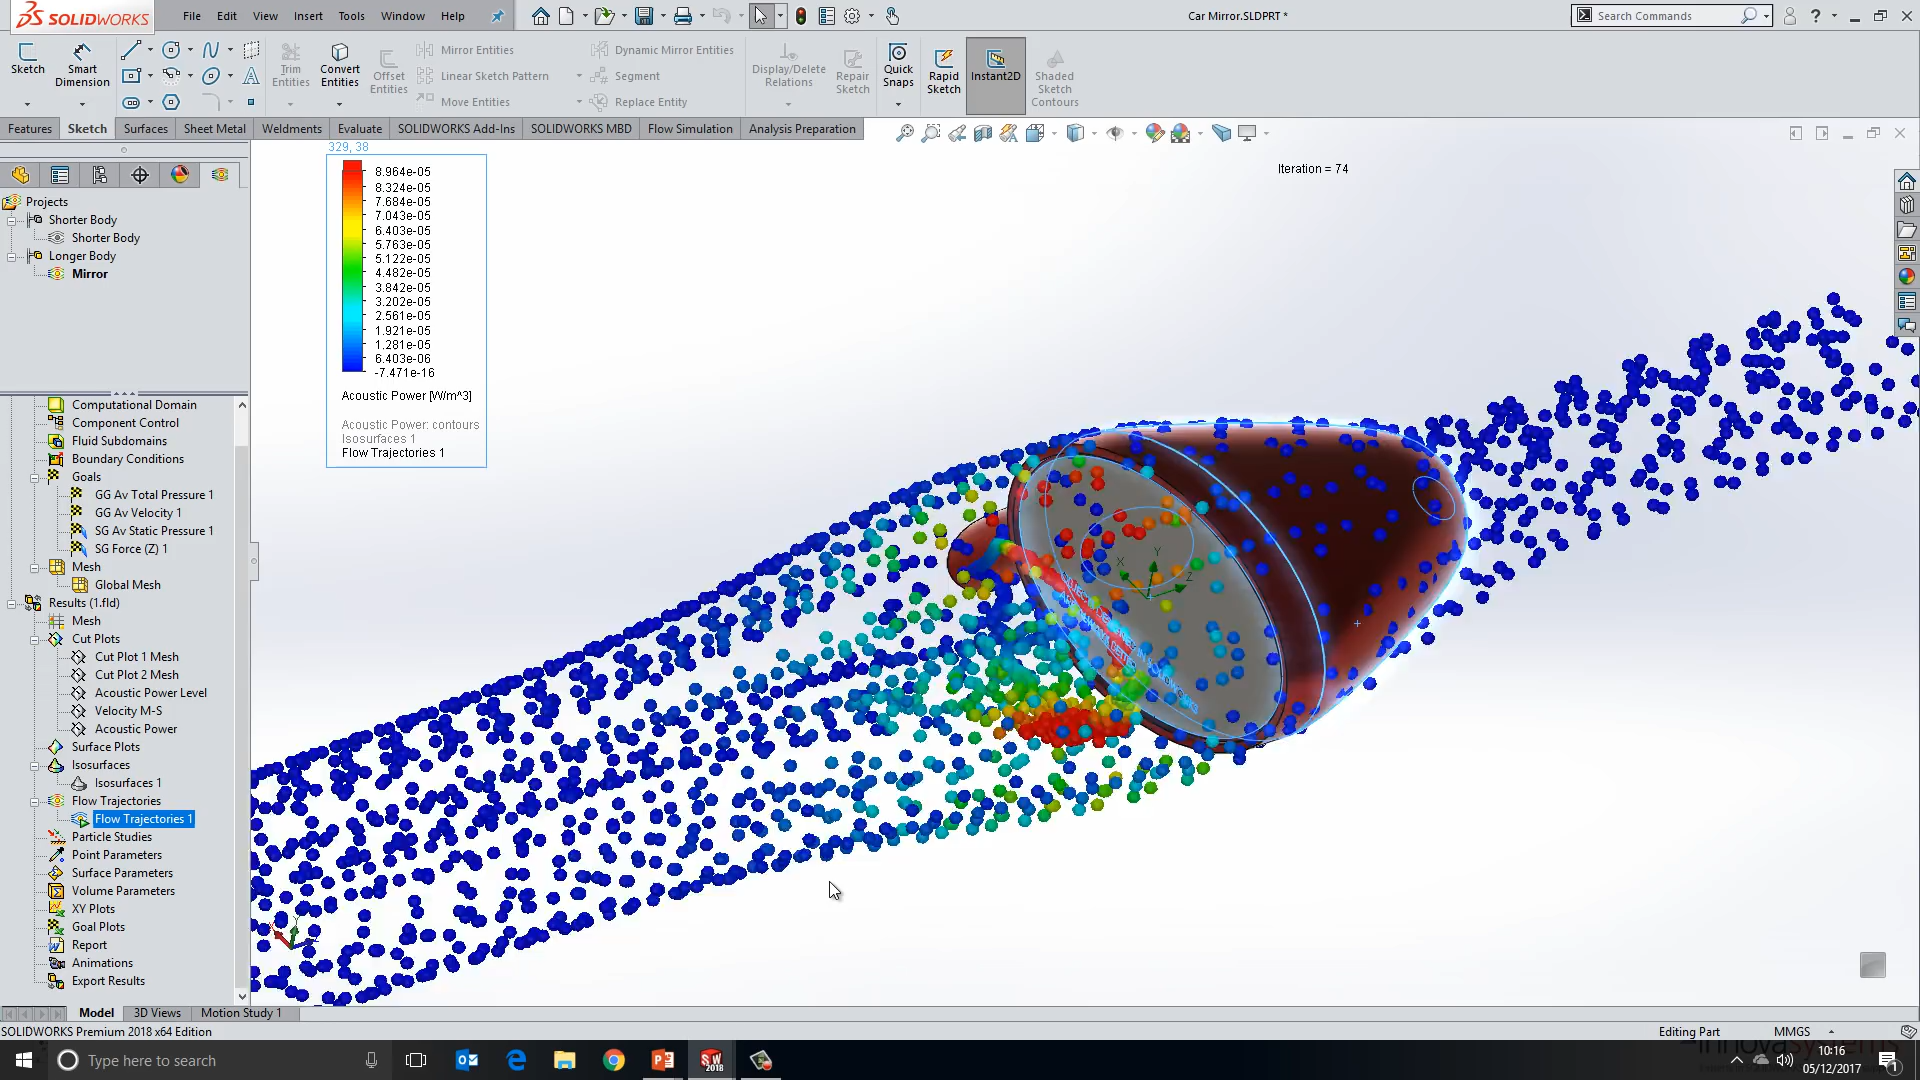 SOLIDWORKS File Edit View Insert Tools Window Help Car Mirror.SLDPRT * Search Commands ?
Sketch Smart Dimension Trim Entities Convert Entities Offset Entities Mirror Entities Linear Sketch Pattern Move Entities Dynamic Mirror Entities Segment Replace Entity Display/Delete Relations Repair Sketch Quick Snaps Rapid Sketch Instant2D Shaded Sketch Contours
Features Sketch Surfaces Sheet Metal Weldments Evaluate SOLIDWORKS Add-Ins SOLIDWORKS MBD Flow Simulation Analysis Preparation
Projects
Shorter Body
Shorter Body
Longer Body
Mirror
Computational Domain
Component Control
Fluid Subdomains
Boundary Conditions
Goals
GG Av Total Pressure 1
GG Av Velocity 1
SG Av Static Pressure 1
SG Force (Z) 1
Mesh
Global Mesh
Results (1.fld)
Mesh
Cut Plots
Cut Plot 1 Mesh
Cut Plot 2 Mesh
Acoustic Power Level
Velocity M-S
Acoustic Power
Surface Plots
Isosurfaces
Isosurfaces 1
Flow Trajectories
Flow Trajectories 1
Particle Studies
Point Parameters
Surface Parameters
Volume Parameters
XY Plots
Goal Plots
Report
Animations
Export Results
329, 38
8.964e-05
8.324e-05
7.684e-05
7.043e-05
6.403e-05
5.763e-05
5.122e-05
4.482e-05
3.842e-05
3.202e-05
2.561e-05
1.921e-05
1.281e-05
6.403e-06
-7.471e-16
Acoustic Power [W/m^3]
Acoustic Power: contours
Isosurfaces 1
Flow Trajectories 1
Iteration = 74
X Y Z
Model 3D Views Motion Study 1
SOLIDWORKS Premium 2018 x64 Edition Editing Part MMGS
Type here to search 10:16
05/12/2017